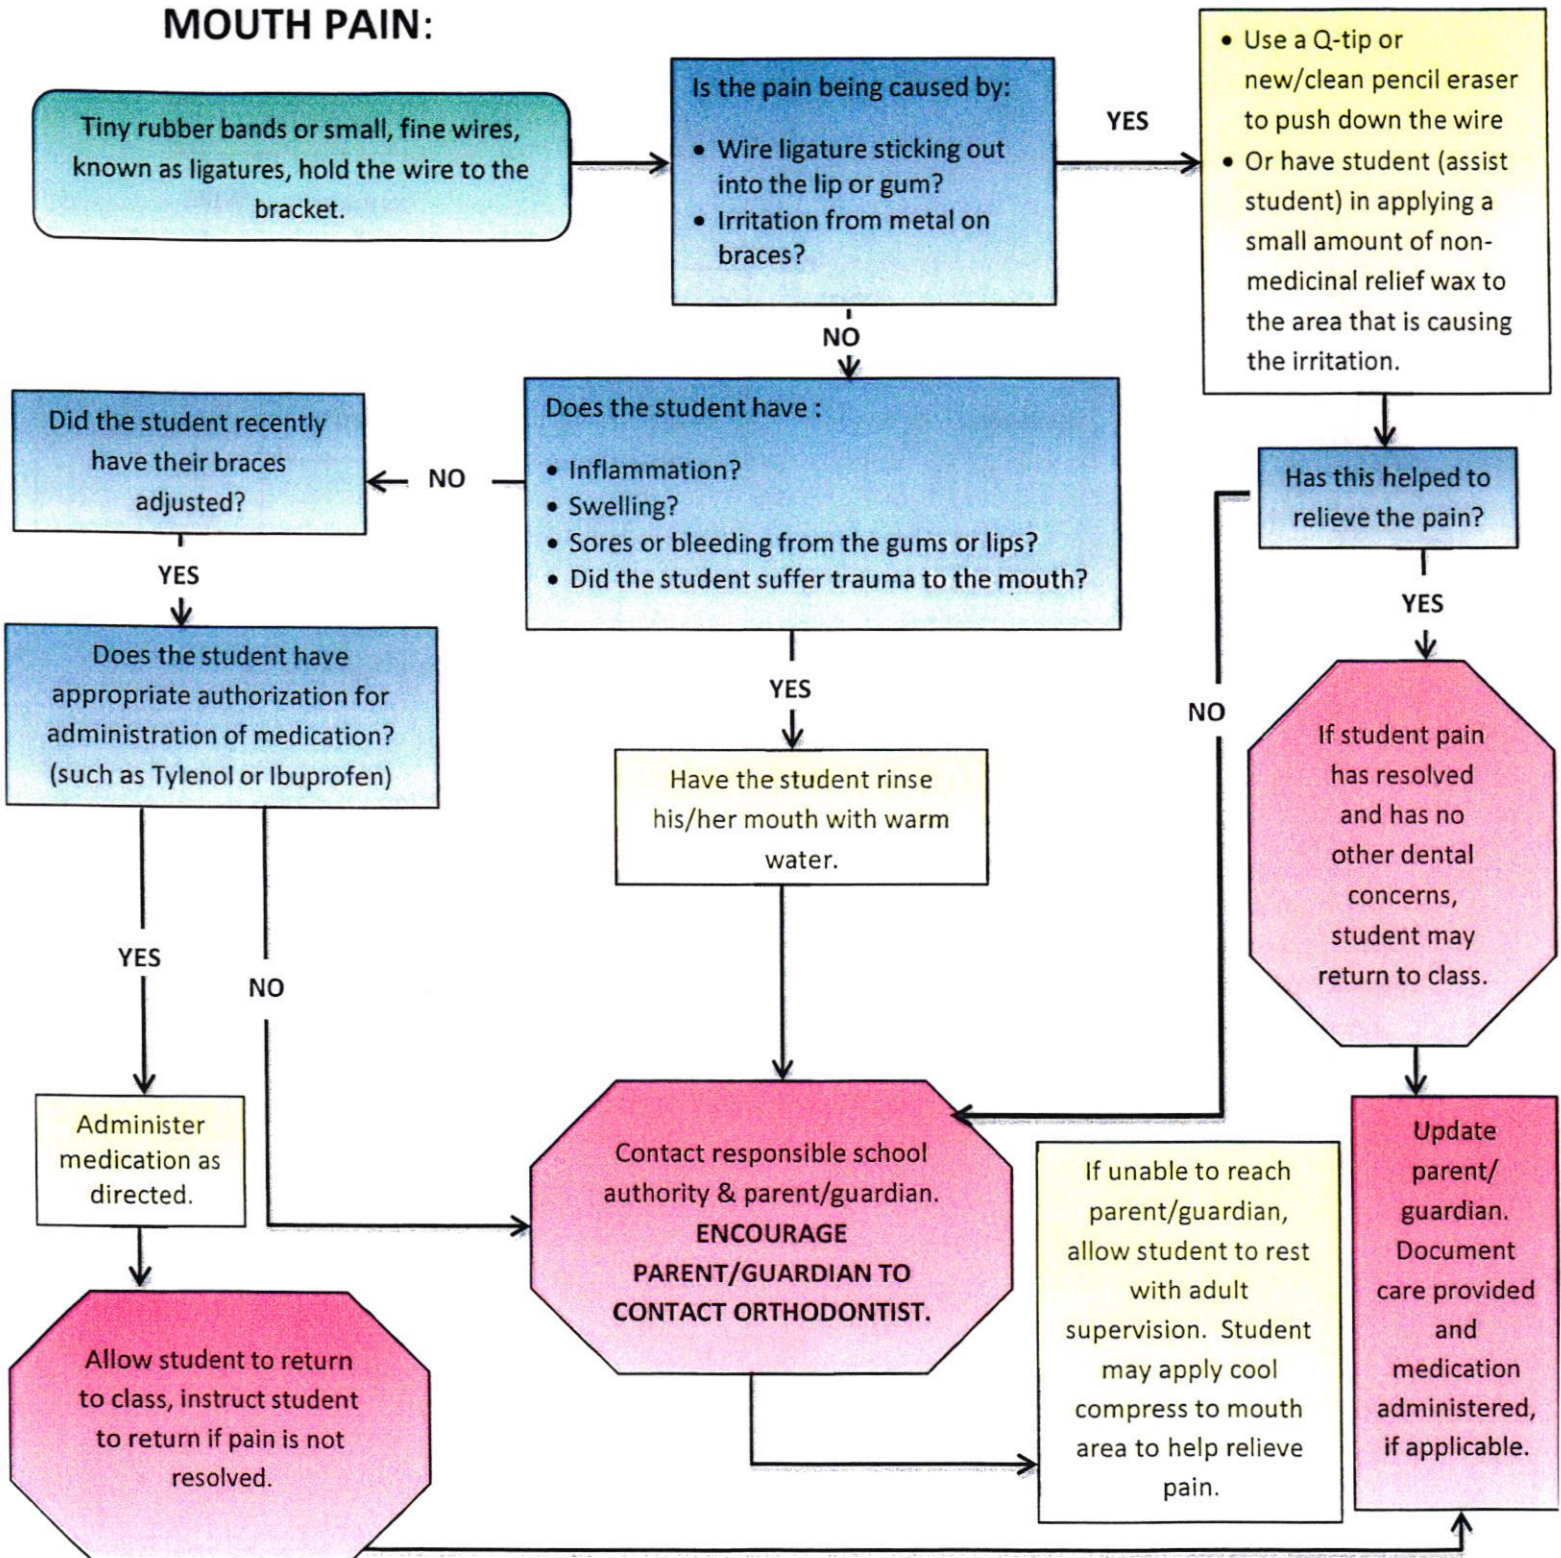 MOUTH PAIN:
Tiny rubber bands or small, fine wires,
known as ligatures, hold the wire to the
bracket.
Is the pain being caused by:
• Wire ligature sticking out
into the lip or gum?
• Irritation from metal on
braces?
YES
• Use a Q-tip or
new/clean pencil eraser
to push down the wire
• Or have student (assist
student) in applying a
small amount of non-
medicinal relief wax to
the area that is causing
the irritation.
NO
Did the student recently
have their braces
adjusted?
NO
Does the student have :
• Inflammation?
• Swelling?
• Sores or bleeding from the gums or lips?
• Did the student suffer trauma to the mouth?
Has this helped to
relieve the pain?
YES
YES
NO
YES
Does the student have
appropriate authorization for
administration of medication?
(such as Tylenol or Ibuprofen)
Have the student rinse
his/her mouth with warm
water.
If student pain
has resolved
and has no
other dental
concerns,
student may
return to class.
YES
NO
Administer
medication as
directed.
Contact responsible school
authority & parent/guardian.
ENCOURAGE
PARENT/GUARDIAN TO
CONTACT ORTHODONTIST.
If unable to reach
parent/guardian,
allow student to rest
with adult
supervision. Student
may apply cool
compress to mouth
area to help relieve
pain.
Update
parent/
guardian.
Document
care provided
and
medication
administered,
if applicable.
Allow student to return
to class, instruct student
to return if pain is not
resolved.